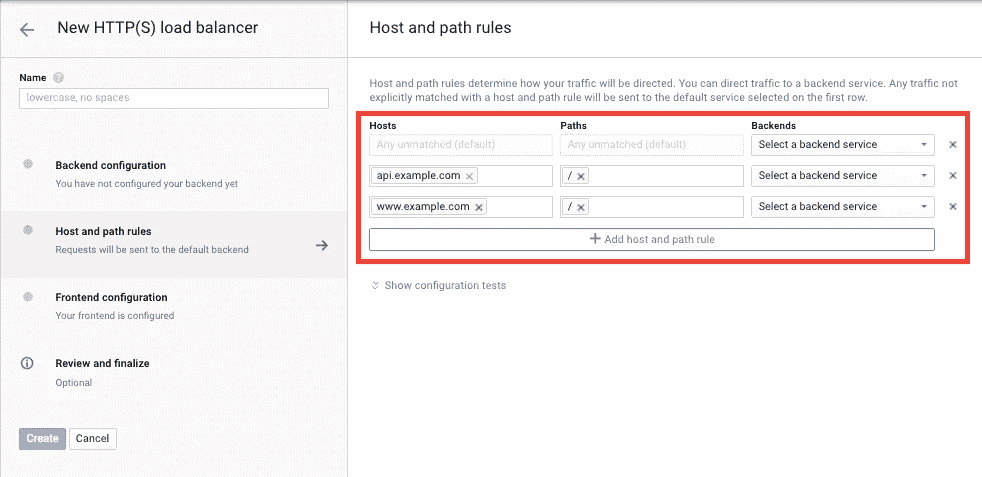 New HTTP(S) load balancer
Name
lowercase, no spaces
Backend configuration
You have not configured your backend yet
Host and path rules
Requests will be sent to the default backend
Frontend configuration
Your frontend is configured
Review and finalize
Optional
Create Cancel
Host and path rules
Host and path rules determine how your traffic will be directed. You can direct traffic to a backend service. Any traffic not
explicitly matched with a host and path rule will be sent to the default service selected on the first row.
Hosts Paths Backends
Any unmatched (default) Any unmatched (default) Select a backend service
api.example.com / Select a backend service
www.example.com / Select a backend service
Add host and path rule
Show configuration tests